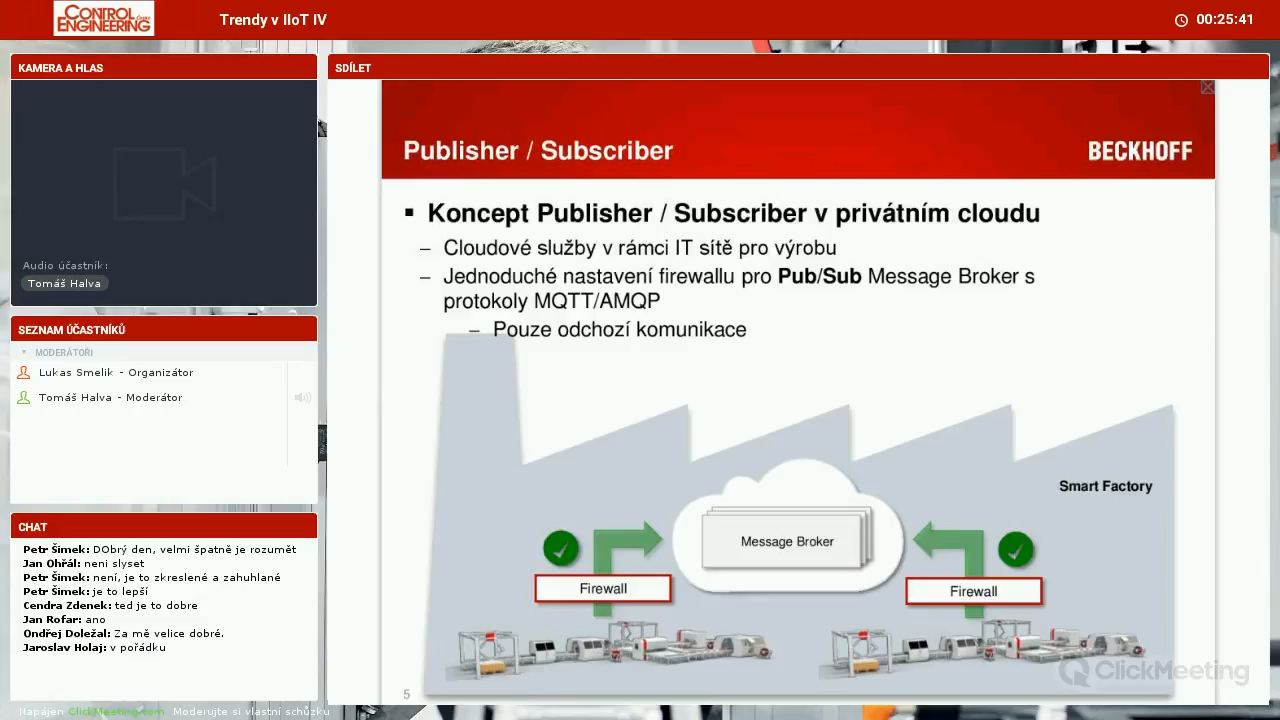 CONTROL
ENGINEERING
Trendy v IIoT IV
00:25:41
KAMERA A HLAS
Audio účastník:
Tomáš Halva
SEZNAM ÚČASTNÍKŮ
MODERÁTOŘI
Lukas Smelik - Organizátor
Tomáš Halva - Moderátor
CHAT
Petr Šimek: DObrý den, velmi špatně je rozumět
Jan Ohřál: neni slyset
Petr Šimek: není, je to zkreslené a zahuhlané
Petr Šimek: je to lepší
Cendra Zdenek: ted je to dobre
Jan Rofar: ano
Ondřej Doležal: Za mě velice dobré.
Jaroslav Holaj: v pořádku
Napájen ClickMeeting.com Moderujte si vlastní schůzku
SDÍLET
Publisher / Subscriber
BECKHOFF
▪ Koncept Publisher / Subscriber v privátním cloudu
– Cloudové služby v rámci IT sítě pro výrobu
– Jednoduché nastavení firewallu pro Pub/Sub Message Broker s
protokoly MQTT/AMQP
– Pouze odchozí komunikace
Smart Factory
Message Broker
Firewall
Firewall
ClickMeeting
5